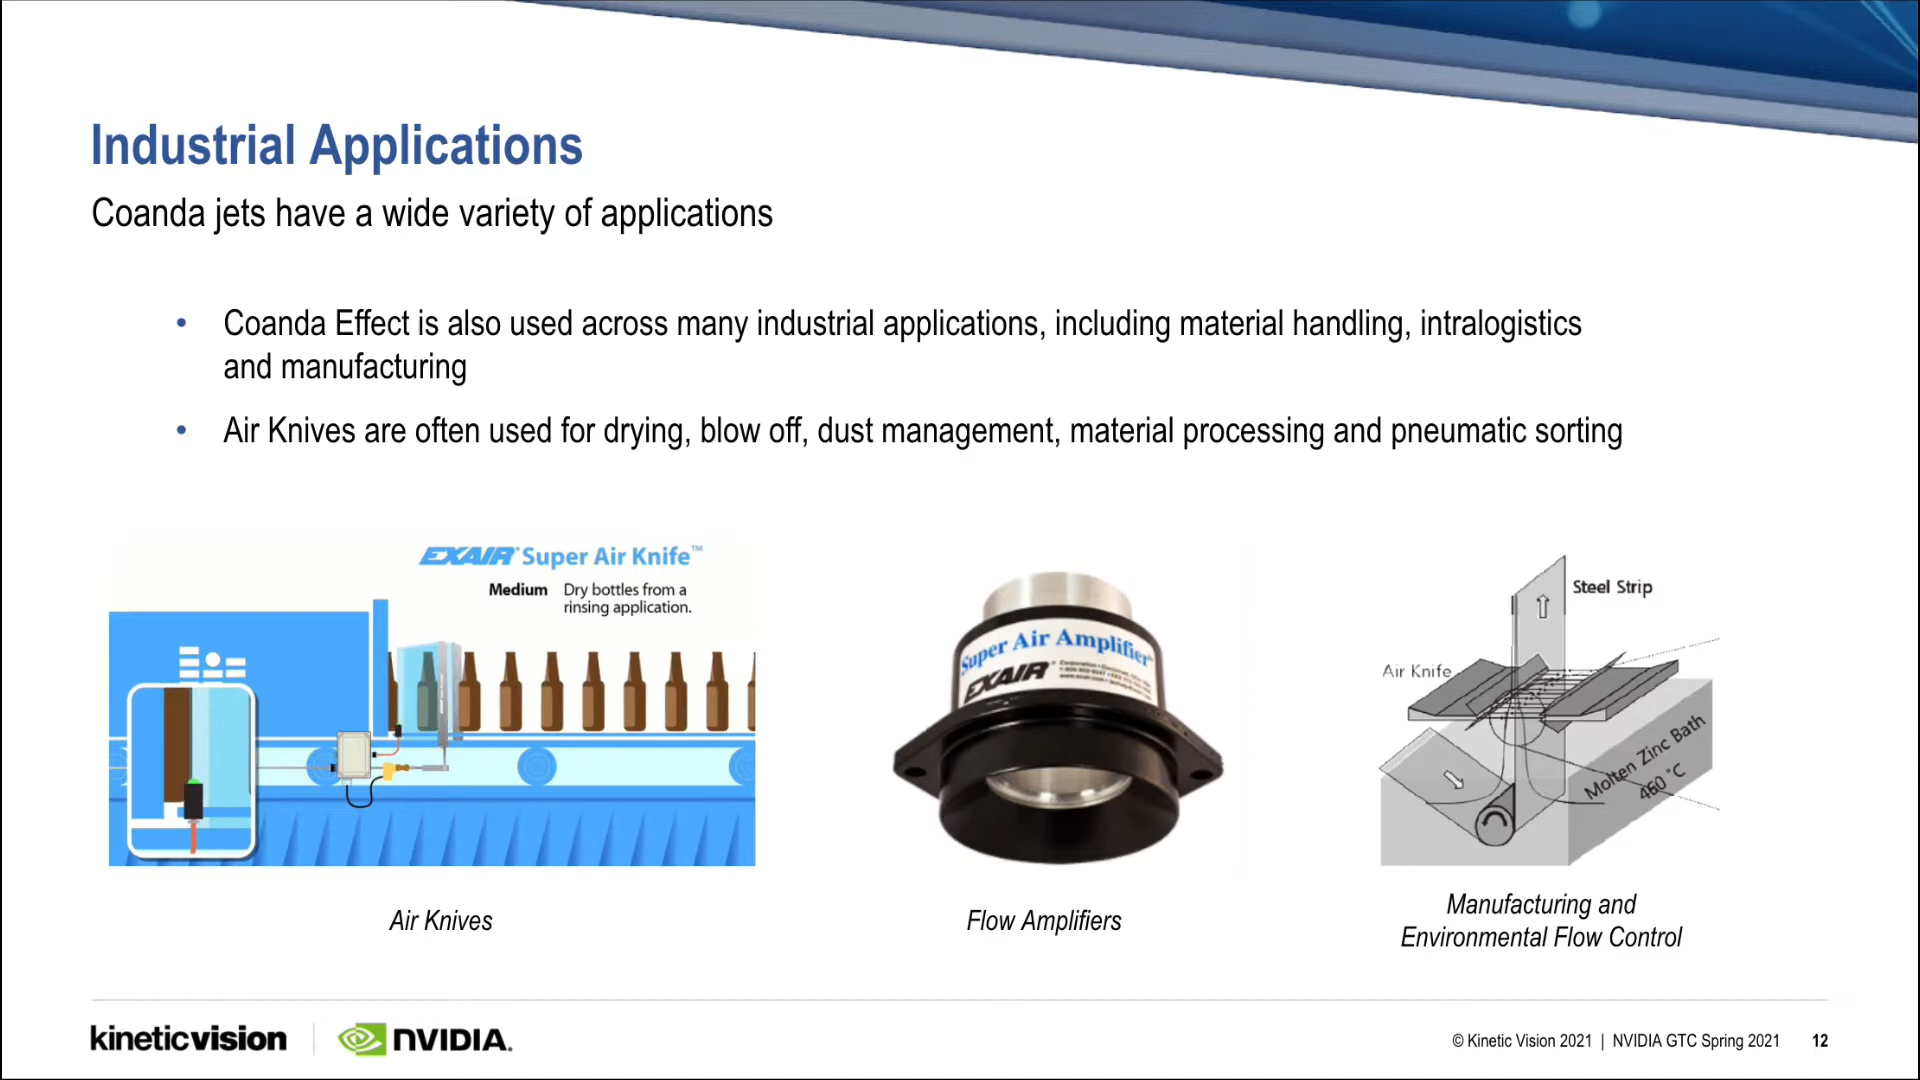 Industrial Applications
Coanda jets have a wide variety of applications
• Coanda Effect is also used across many industrial applications, including material handling, intralogistics
and manufacturing
• Air Knives are often used for drying, blow off, dust management, material processing and pneumatic sorting
EXAIR® Super Air Knife™
Medium Dry bottles from a
rinsing application.
Air Knives
Super Air Amplifier™
EXAIR®
Flow Amplifiers
Steel Strip
Air Knife
Molten Zinc Bath
460 °C
Manufacturing and
Environmental Flow Control
kineticvision
NVIDIA.
© Kinetic Vision 2021 | NVIDIA GTC Spring 2021 12